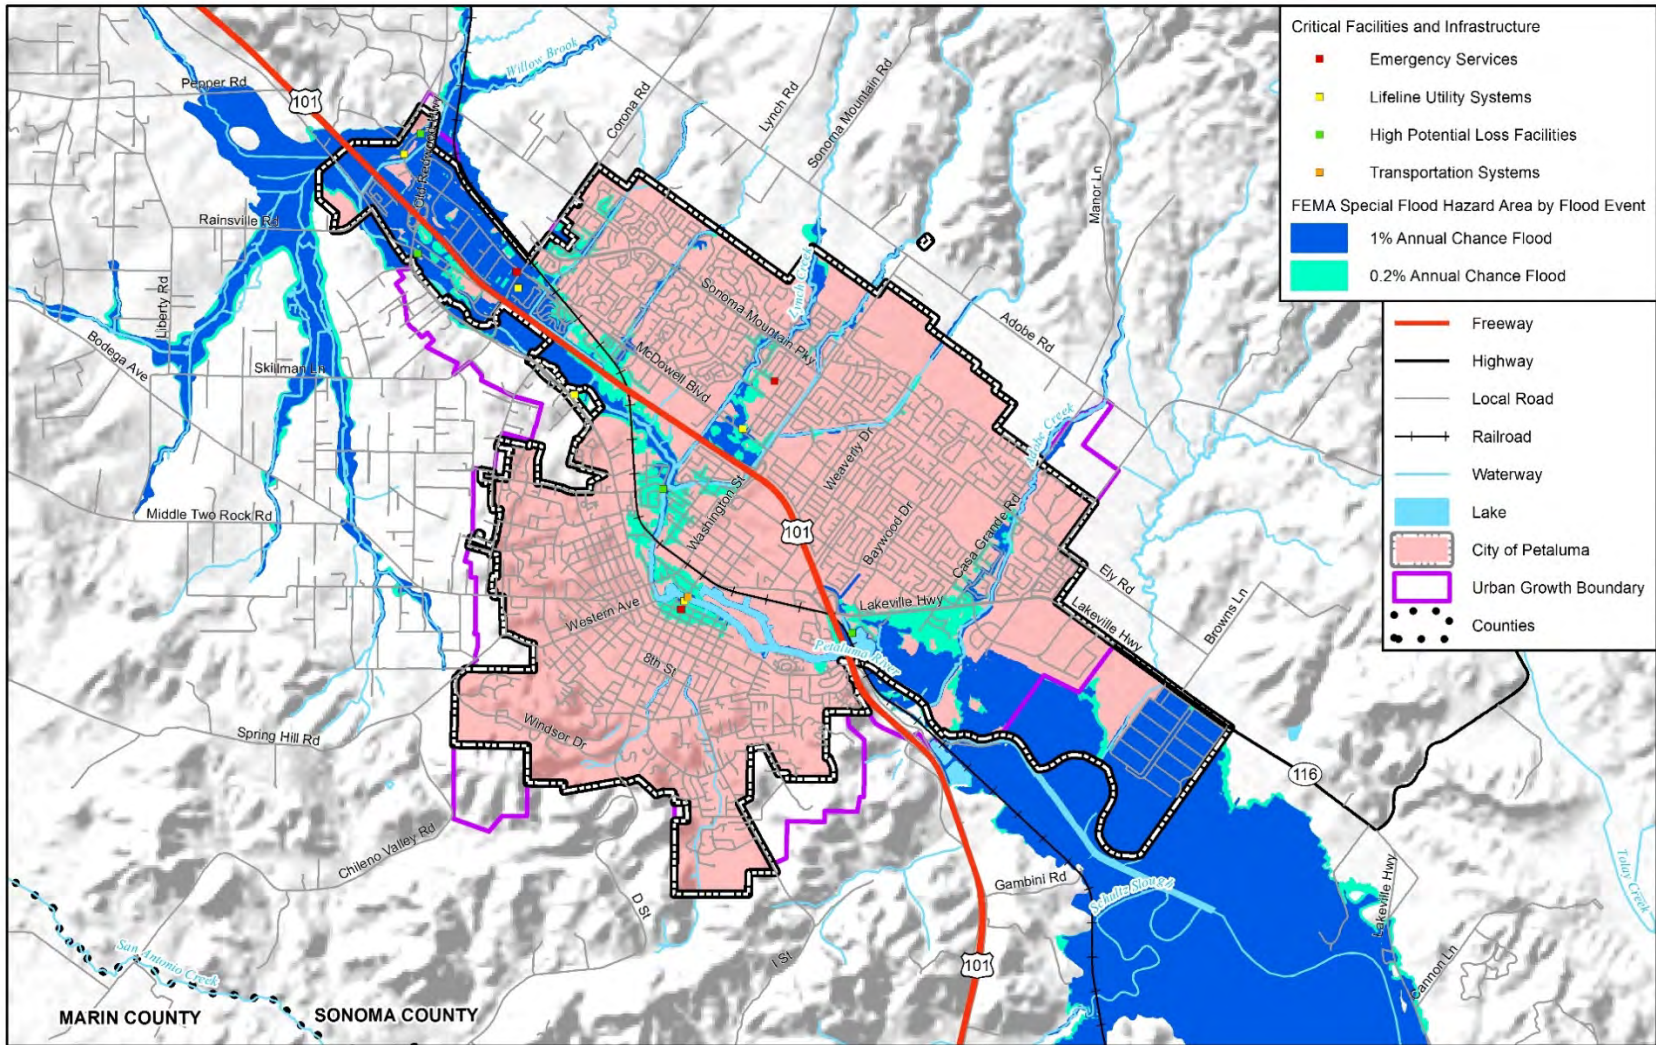 Critical Facilities and Infrastructure
Emergency Services
Lifeline Utility Systems
High Potential Loss Facilities
Transportation Systems
FEMA Special Flood Hazard Area by Flood Event
1% Annual Chance Flood
0.2% Annual Chance Flood
Freeway
Highway
Local Road
Railroad
Waterway
Lake
City of Petaluma
Urban Growth Boundary
Counties
Willow Brook
Pepper Rd
101
Old Redwood Hwy
Corona Rd
Lynch Rd
Sonoma Mountain Rd
Manor Ln
Rainsville Rd
Liberty Rd
Lynch Creek
Sonoma Mountain Pky
Adobe Rd
Bodega Ave
Skillman Ln
McDowell Blvd
Adobe Creek
Weaverly Dr
Washington St
Middle Two Rock Rd
101
Baywood Dr
Casa Grande Rd
Ely Rd
Browns Ln
Lakeville Hwy
Lakeville Hwy
Western Ave
Petaluma River
8th St
Windsor Dr
Spring Hill Rd
116
Chileno Valley Rd
Tolay Creek
Gambini Rd
Schultz Slough
D St
I St
Lakeville Hwy
Cannon Ln
101
San Antonio Creek
MARIN COUNTY
SONOMA COUNTY